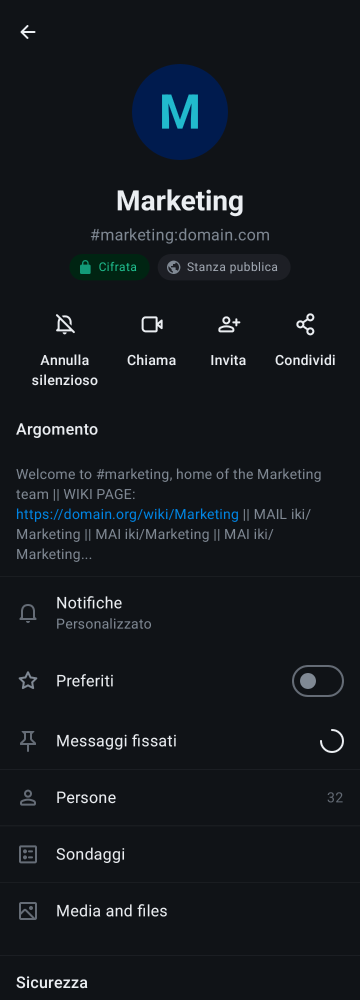 M
Marketing
#marketing:domain.com
Cifrata
Stanza pubblica
Annulla
silenzioso
Chiama
Invita
Condividi
Argomento
Welcome to #marketing, home of the Marketing
team || WIKI PAGE:
https://domain.org/wiki/Marketing || MAIL iki/
Marketing || MAI iki/Marketing || MAI iki/
Marketing...
Notifiche
Personalizzato
Preferiti
Messaggi fissati
Persone
32
Sondaggi
Media and files
Sicurezza